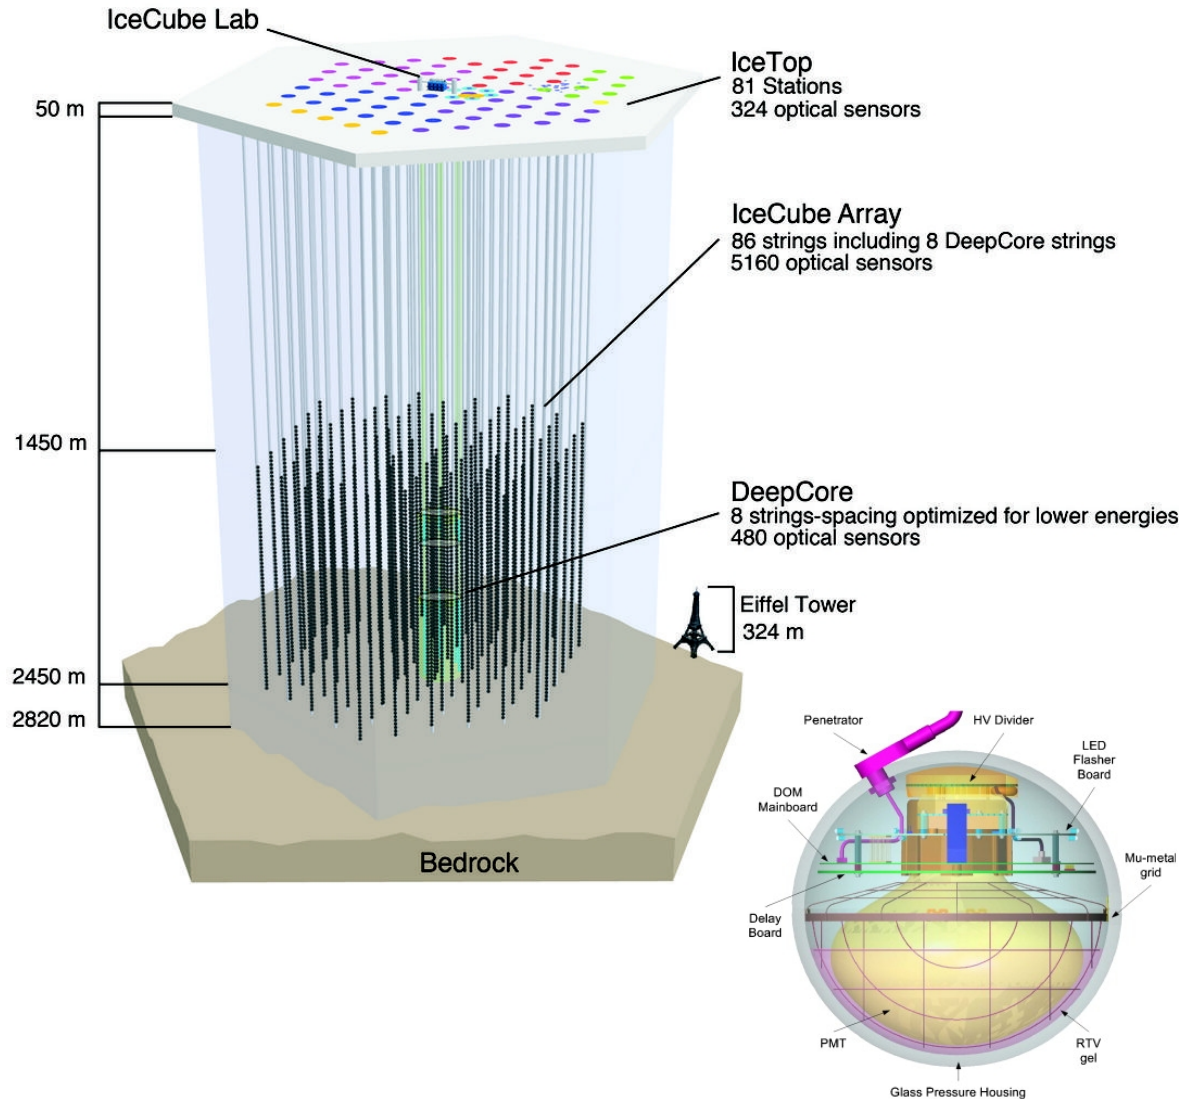 IceCube Lab
IceTop
81 Stations
324 optical sensors
50 m
IceCube Array
86 strings including 8 DeepCore strings
5160 optical sensors
1450 m
DeepCore
8 strings-spacing optimized for lower energies
480 optical sensors
Eiffel Tower
324 m
2450 m
2820 m
Bedrock
Penetrator
HV Divider
LED
Flasher
Board
DOM
Mainboard
Mu-metal
grid
Delay
Board
PMT
RTV
gel
Glass Pressure Housing